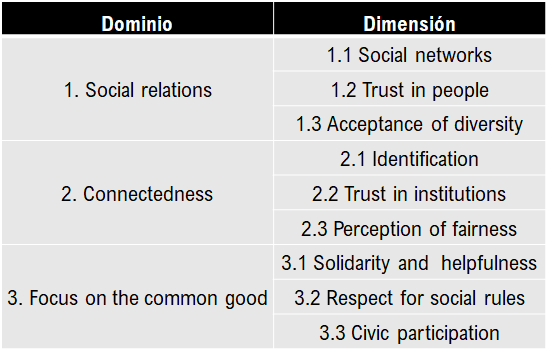 Dominio Dimensión
1. Social relations
1.1 Social networks
1.2 Trust in people
1.3 Acceptance of diversity
2. Connectedness
2.1 Identification
2.2 Trust in institutions
2.3 Perception of fairness
3. Focus on the common good
3.1 Solidarity and helpfulness
3.2 Respect for social rules
3.3 Civic participation